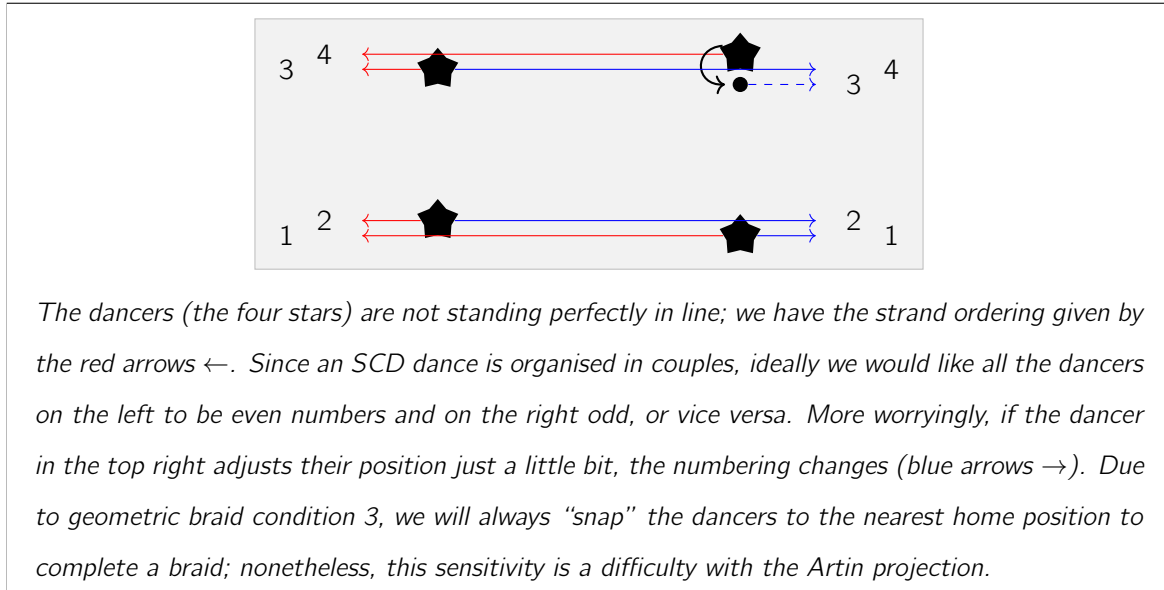 4
3
4
3
2
1
2
1
The dancers (the four stars) are not standing perfectly in line; we have the strand ordering given by
the red arrows ←. Since an SCD dance is organised in couples, ideally we would like all the dancers
on the left to be even numbers and on the right odd, or vice versa. More worryingly, if the dancer
in the top right adjusts their position just a little bit, the numbering changes (blue arrows →). Due
to geometric braid condition 3, we will always “snap” the dancers to the nearest home position to
complete a braid; nonetheless, this sensitivity is a difficulty with the Artin projection.